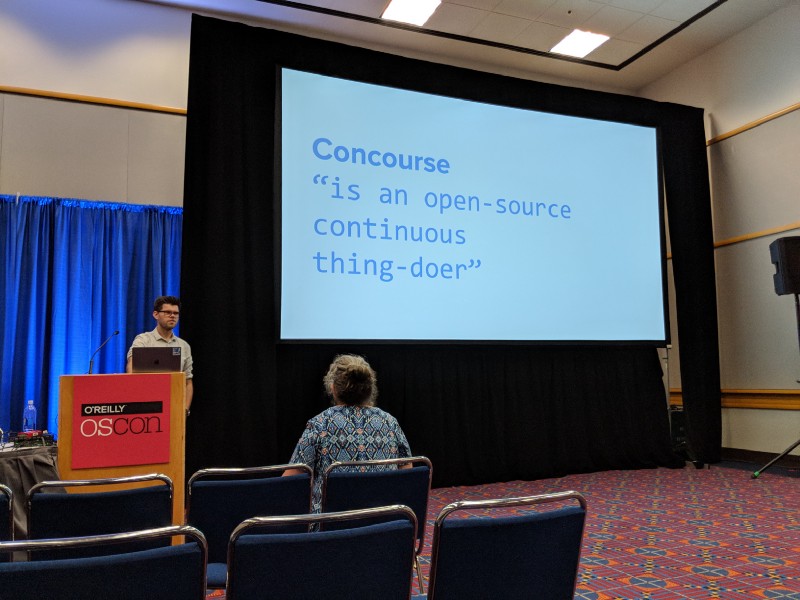 Concourse
“is an open-source
continuous
thing-doer”
O'REILLY
OSCON